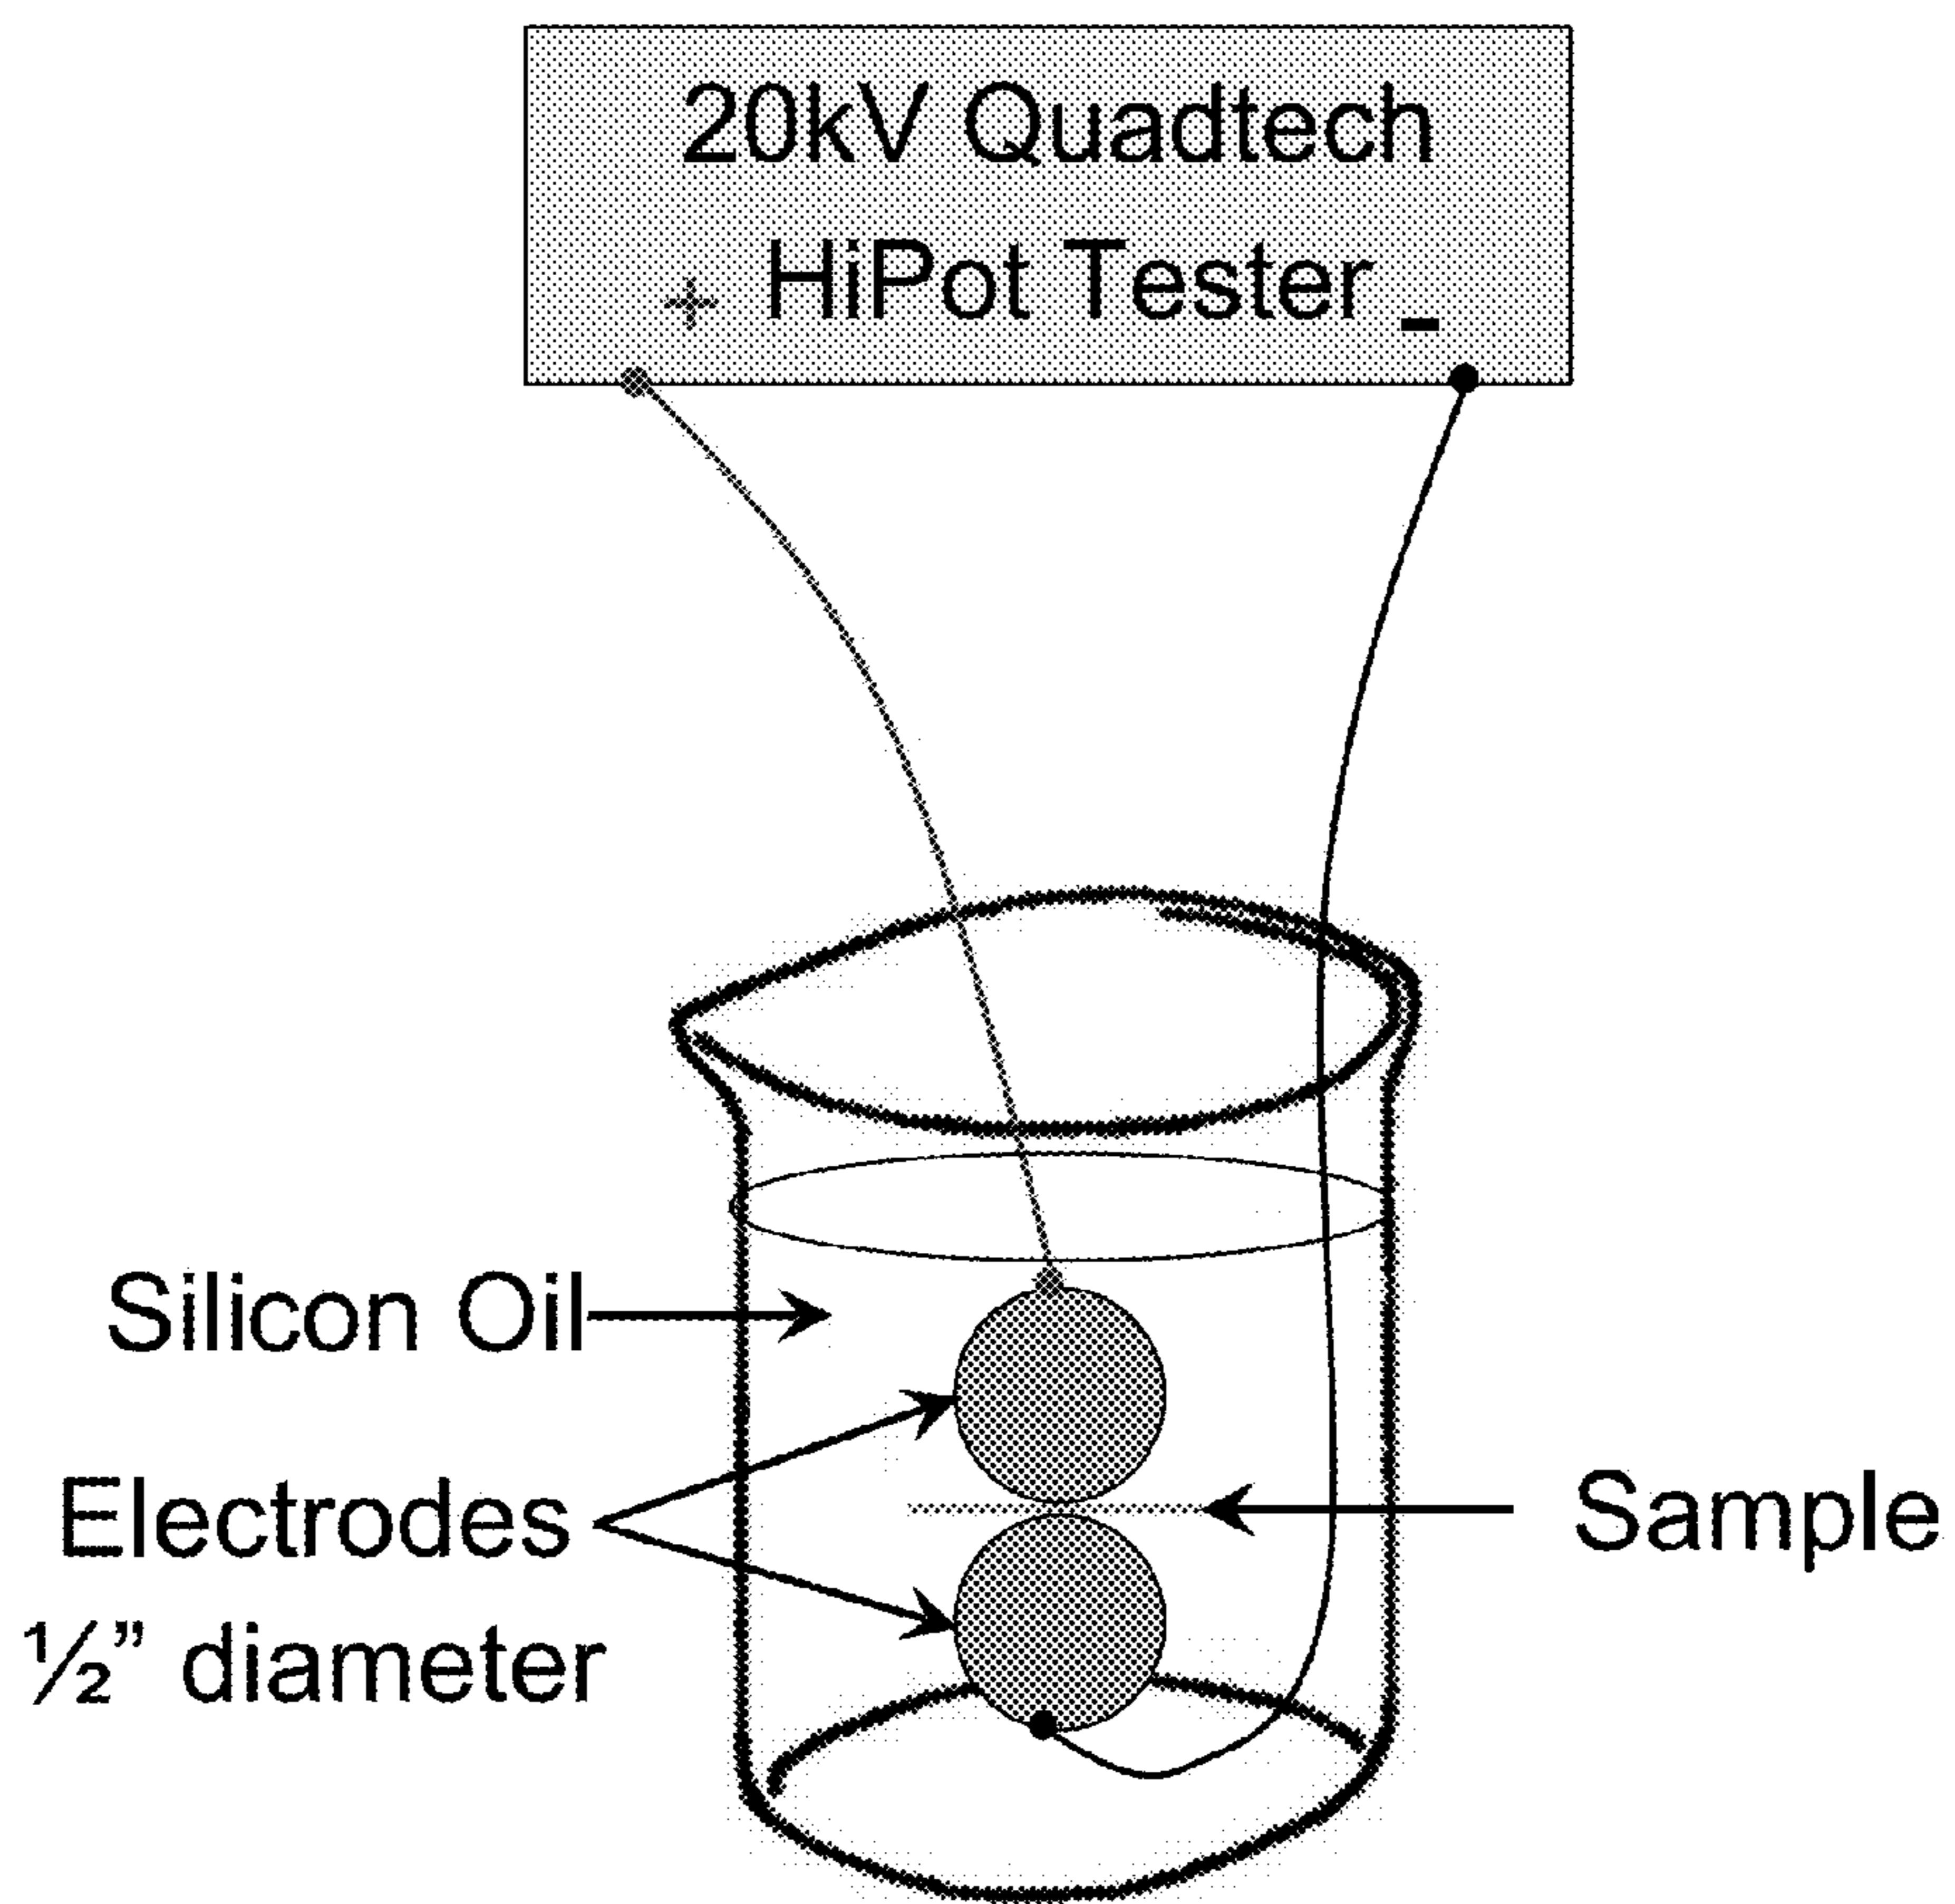 20kV Quadtech
+ HiPot Tester -
Silicon Oil
Electrodes
½” diameter
Sample